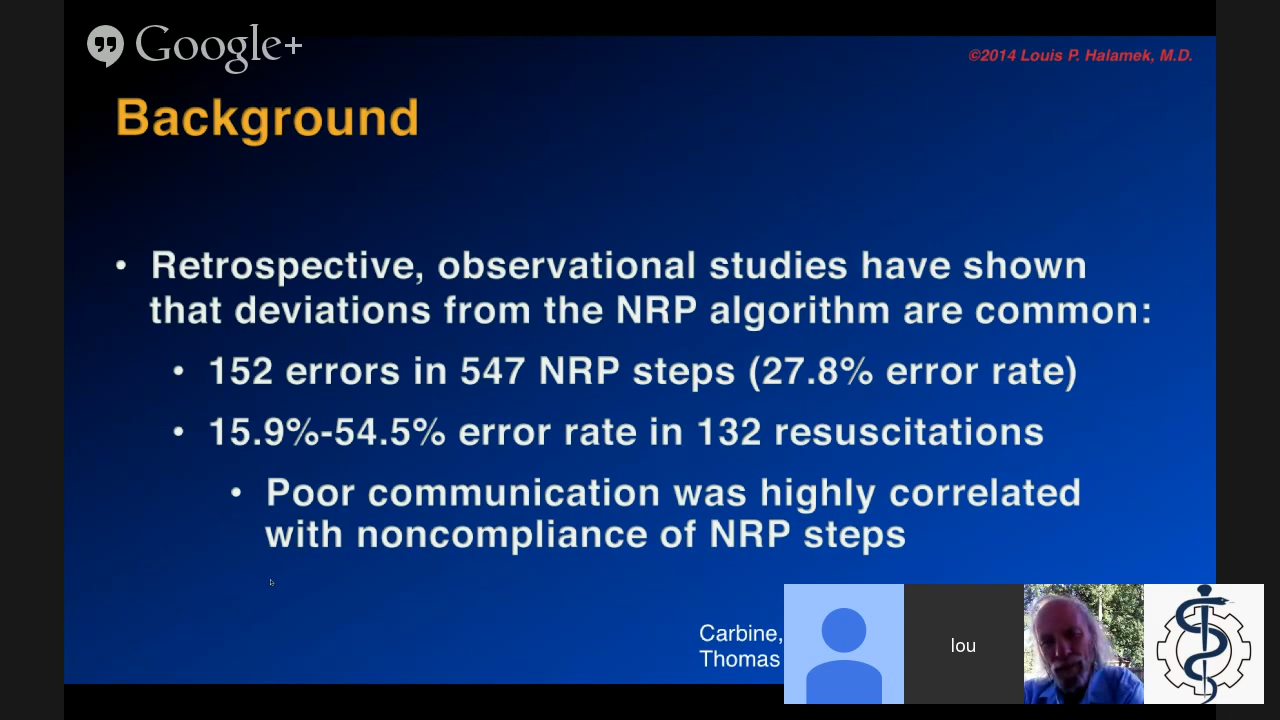 Google+
©2014 Louis P. Halamek, M.D.
Background
• Retrospective, observational studies have shown
that deviations from the NRP algorithm are common:
• 152 errors in 547 NRP steps (27.8% error rate)
• 15.9%-54.5% error rate in 132 resuscitations
• Poor communication was highly correlated
with noncompliance of NRP steps
Carbine,
Thomas
lou